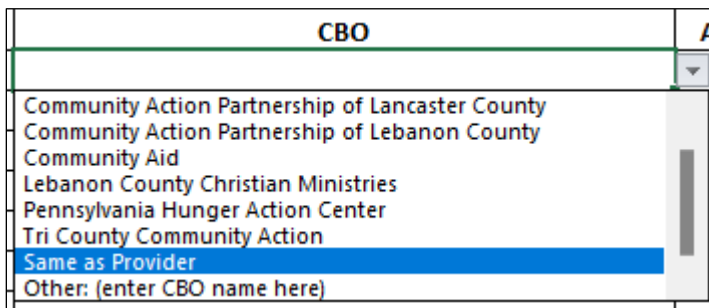 CBO
Community Action Partnership of Lancaster County
Community Action Partnership of Lebanon County
Community Aid
Lebanon County Christian Ministries
Pennsylvania Hunger Action Center
Tri County Community Action
Same as Provider
Other: (enter CBO name here)